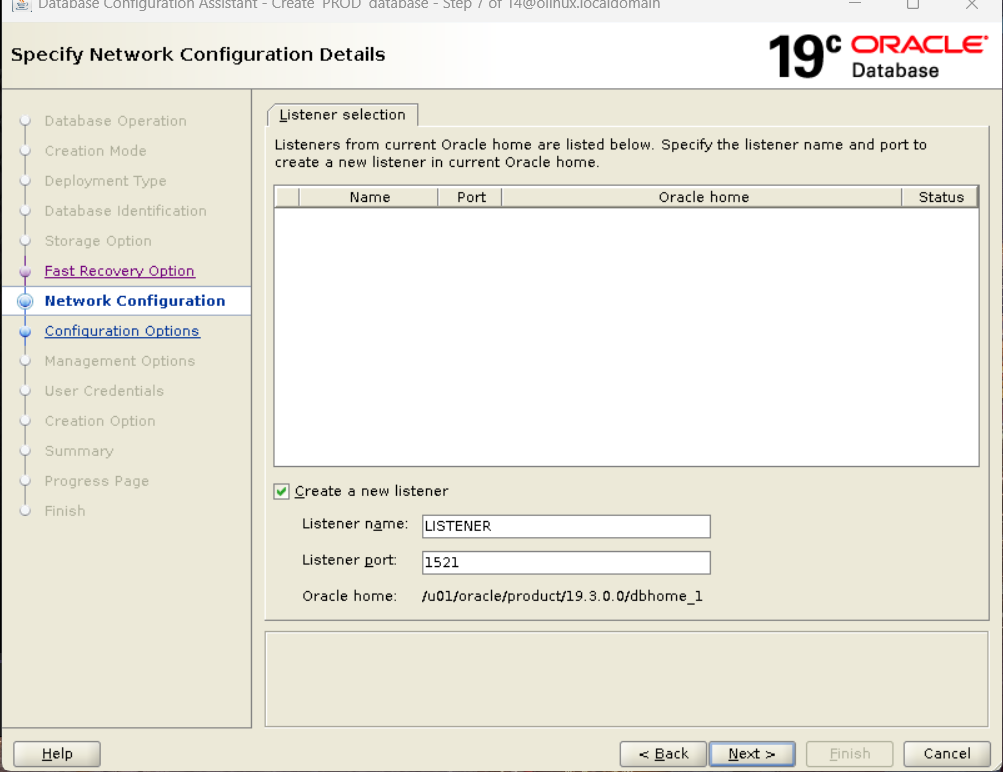 Database Configuration Assistant - Create 'PROD' database - Step 7 of 14@olinux.localdomain
Specify Network Configuration Details
19c ORACLE
Database
Database Operation
Creation Mode
Deployment Type
Database Identification
Storage Option
Fast Recovery Option
Network Configuration
Configuration Options
Management Options
User Credentials
Creation Option
Summary
Progress Page
Finish
Listener selection
Listeners from current Oracle home are listed below. Specify the listener name and port to
create a new listener in current Oracle home.
Name Port Oracle home Status
Create a new listener
Listener name: LISTENER
Listener port: 1521
Oracle home: /u01/oracle/product/19.3.0.0/dbhome_1
Help
< Back Next > Finish Cancel